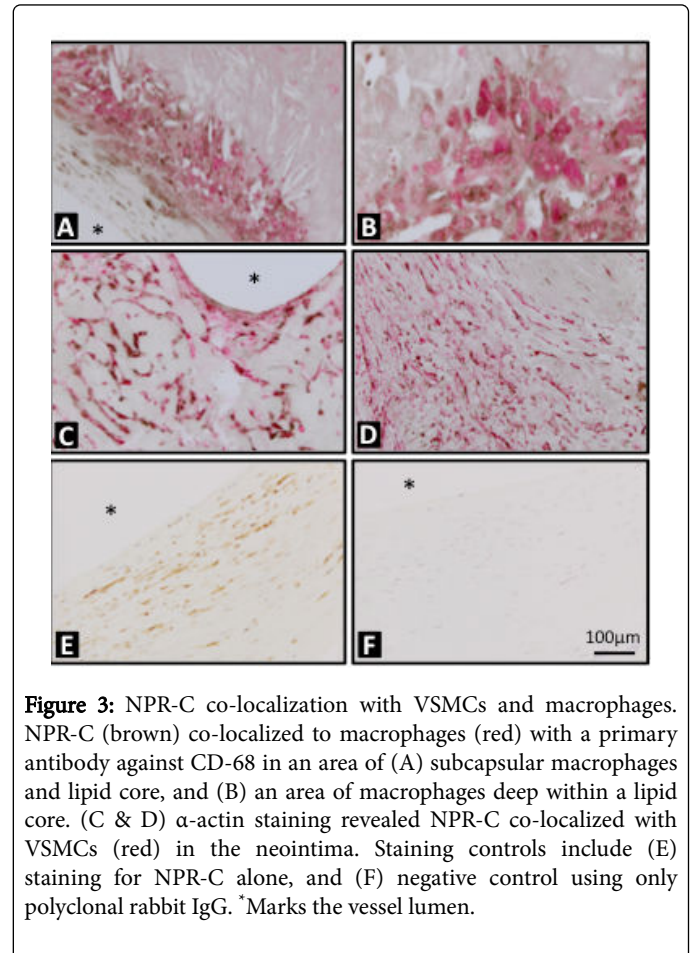 *
A
B
*
C
D
*
E
*
100μm
F
Figure 3: NPR-C co-localization with VSMCs and macrophages.
NPR-C (brown) co-localized to macrophages (red) with a primary
antibody against CD-68 in an area of (A) subcapsular macrophages
and lipid core, and (B) an area of macrophages deep within a lipid
core. (C & D) α-actin staining revealed NPR-C co-localized with
VSMCs (red) in the neointima. Staining controls include (E)
staining for NPR-C alone, and (F) negative control using only
polyclonal rabbit IgG. *Marks the vessel lumen.